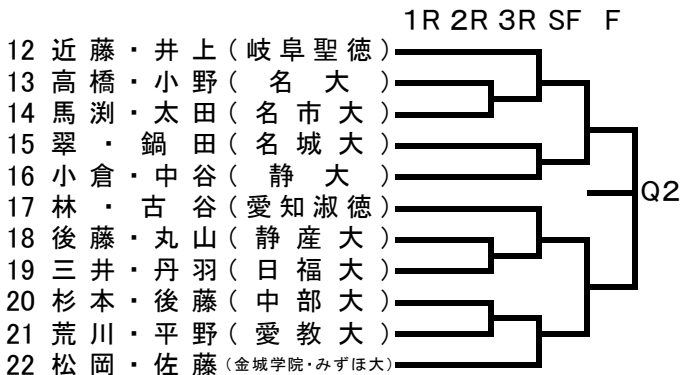 1R 2R 3R SF F
12 近藤・井上(岐阜聖徳)
13 高橋・小野( 名大 )
14 馬渕・太田(名市大)
15 翠・鍋田(名城大)
16 小倉・中谷( 静大 )
17 林・古谷(愛知淑徳)
18 後藤・丸山(静産大)
19 三井・丹羽(日福大)
20 杉本・後藤(中部大)
21 荒川・平野(愛教大)
22 松岡・佐藤(金城学院・みずほ大)
Q2